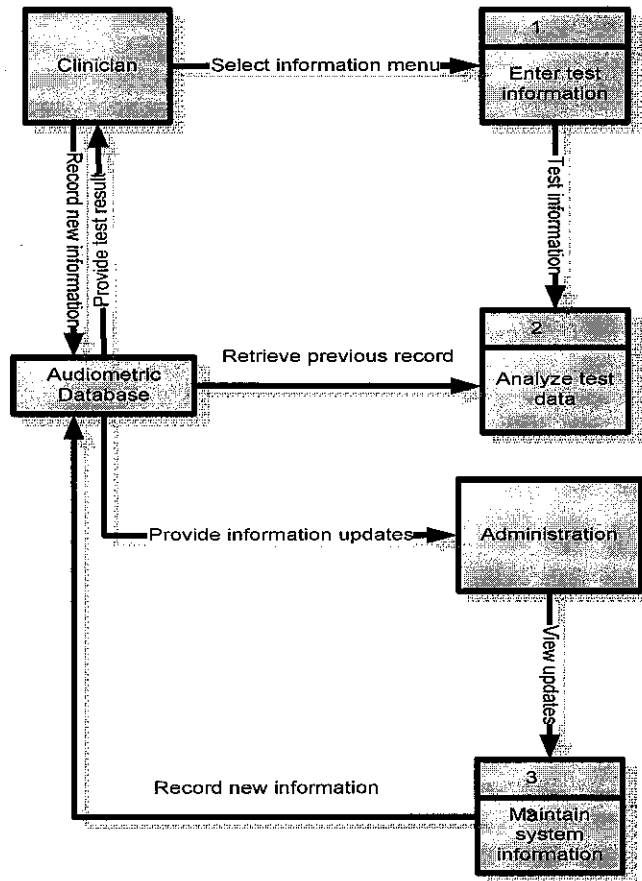 Clinician
Select information menu
1
Enter test
information
Record new information
Provide test result
Test information
Audiometric
Database
Retrieve previous record
2
Analyze test
data
Provide information updates
Administration
View updates
Record new information
3
Maintain
system
information